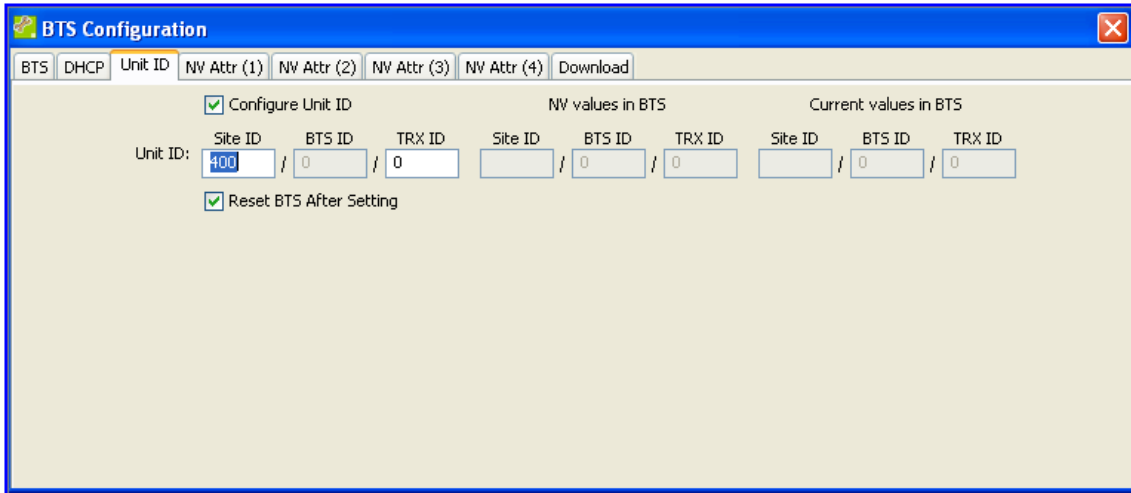 BTS Configuration
BTS DHCP Unit ID NV Attr (1) NV Attr (2) NV Attr (3) NV Attr (4) Download
Configure Unit ID NV values in BTS Current values in BTS
Site ID BTS ID TRX ID Site ID BTS ID TRX ID Site ID BTS ID TRX ID
Unit ID: 400 / 0 / 0 / 0 / 0 / 0 / 0
Reset BTS After Setting